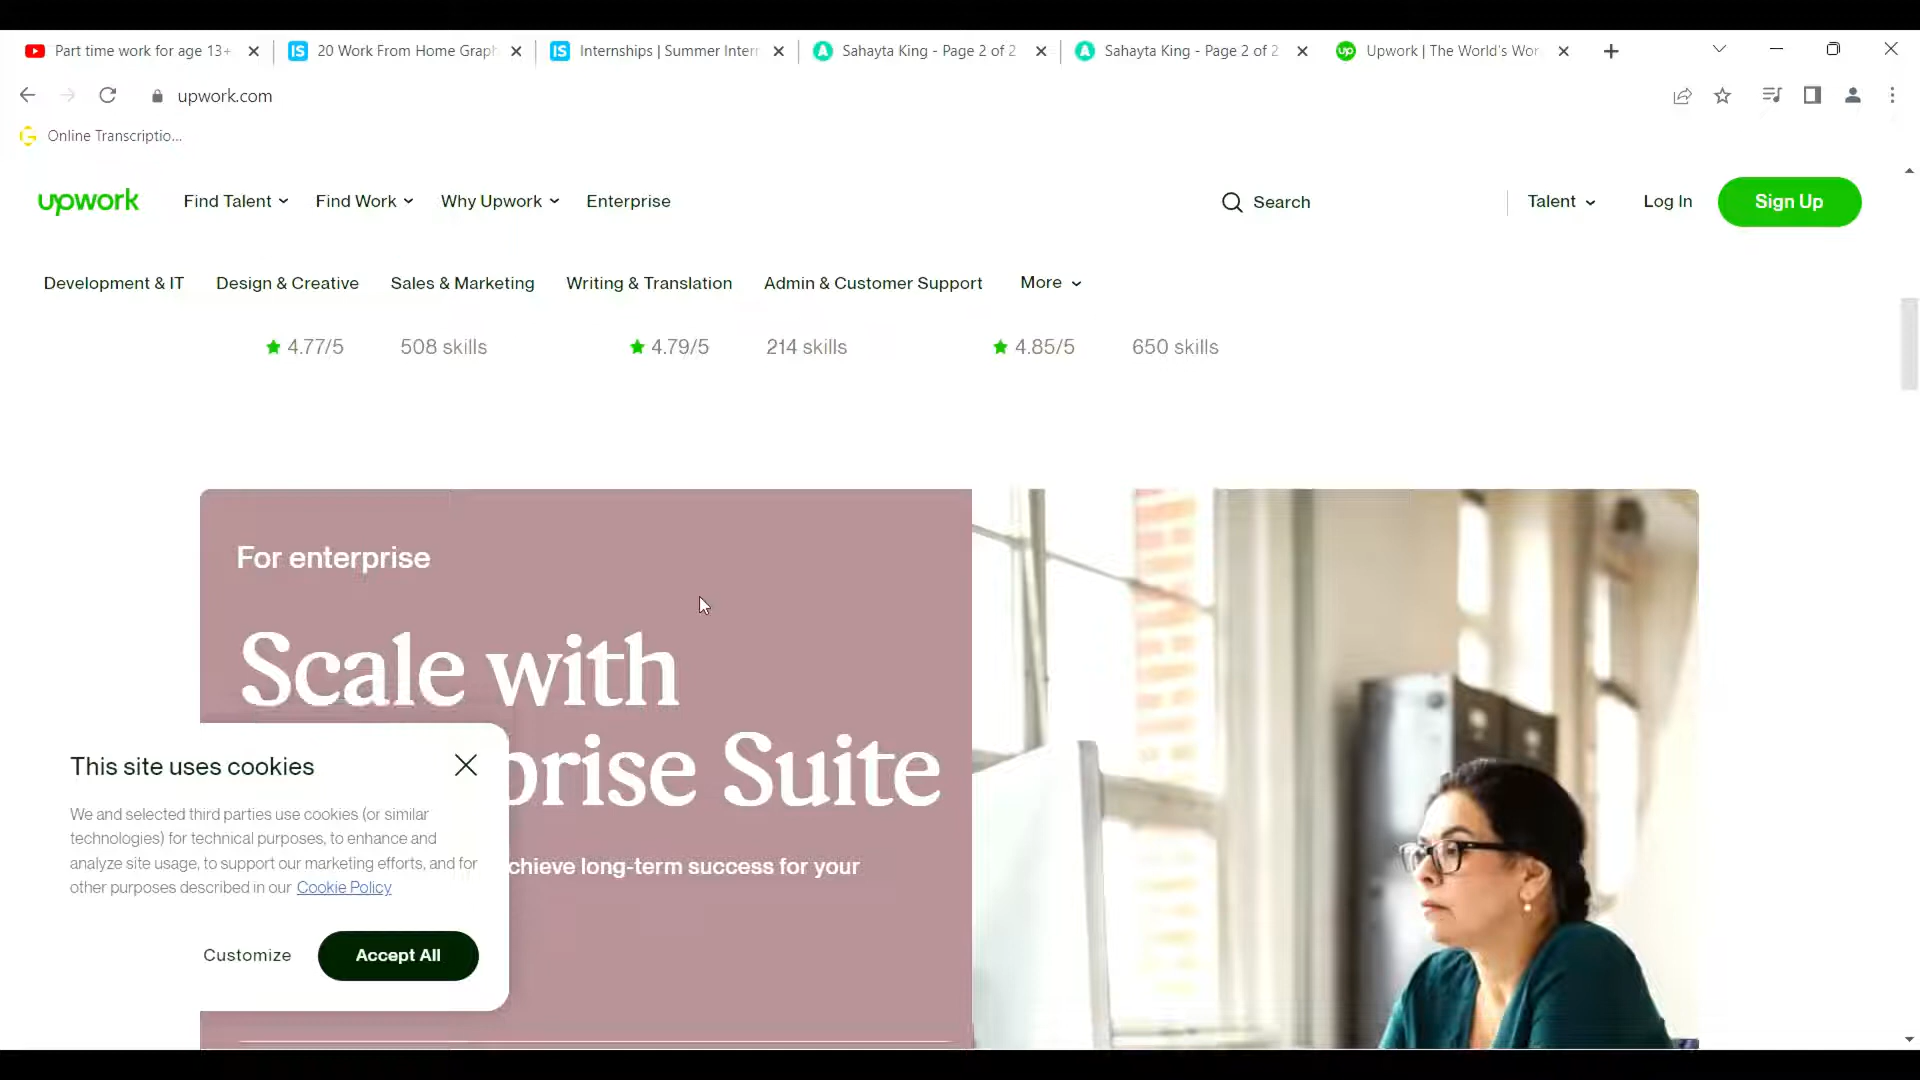 Part time work for age 13+
20 Work From Home Graph
Internships | Summer Inter
Sahayta King - Page 2 of 2
Sahayta King - Page 2 of 2
Upwork | The World's Wor
upwork.com
Online Transcriptio...
upwork
Find Talent
Find Work
Why Upwork
Enterprise
Search
Talent
Log In
Sign Up
Development & IT
Design & Creative
Sales & Marketing
Writing & Translation
Admin & Customer Support
More
4.77/5
508 skills
4.79/5
214 skills
4.85/5
650 skills
For enterprise
Scale with
prise Suite
chieve long-term success for your
This site uses cookies
We and selected third parties use cookies (or similar
technologies) for technical purposes, to enhance and
analyze site usage, to support our marketing efforts, and for
other purposes described in our Cookie Policy
Customize
Accept All